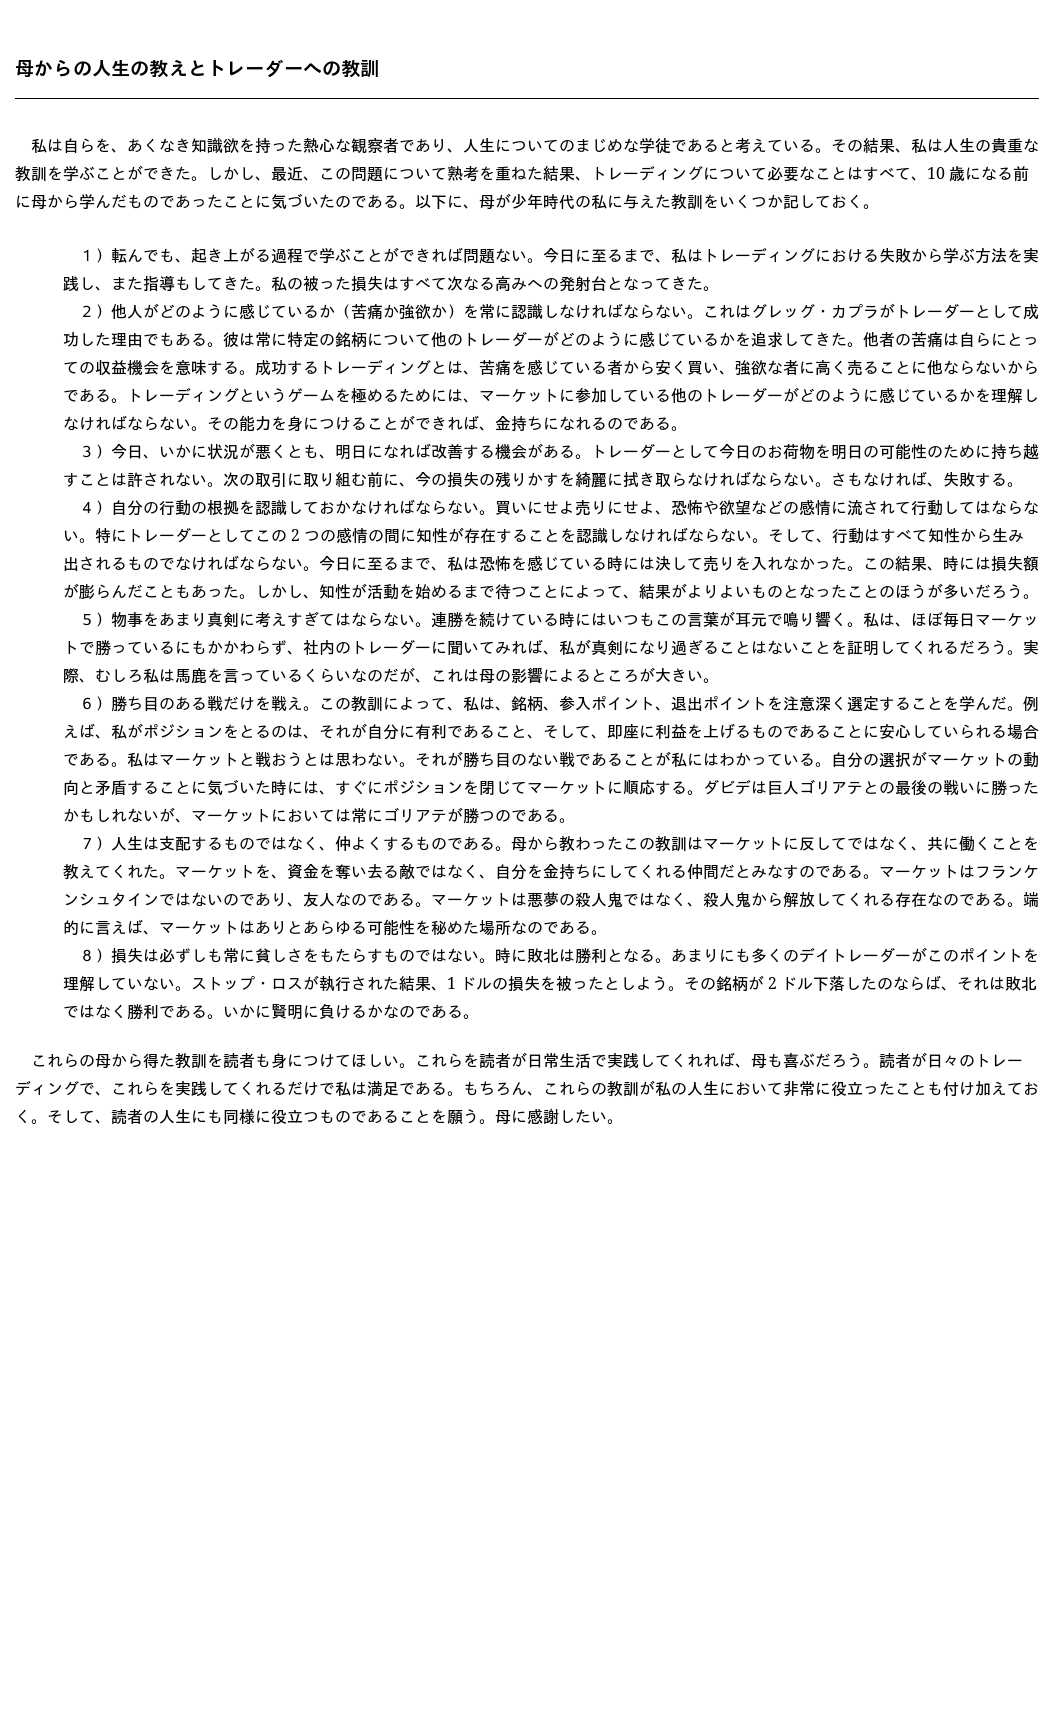 母からの人生の教えとトレーダーへの教訓
私は自らを、あくなき知識欲を持った熱心な観察者であり、人生についてのまじめな学徒であると考えている。その結果、私は人生の貴重な
教訓を学ぶことができた。しかし、最近、この問題について熟考を重ねた結果、トレーディングについて必要なことはすべて、10 歳になる前
に母から学んだものであったことに気づいたのである。以下に、母が少年時代の私に与えた教訓をいくつか記しておく。
１）転んでも、起き上がる過程で学ぶことができれば問題ない。今日に至るまで、私はトレーディングにおける失敗から学ぶ方法を実
践し、また指導もしてきた。私の被った損失はすべて次なる高みへの発射台となってきた。
２）他人がどのように感じているか（苦痛か強欲か）を常に認識しなければならない。これはグレッグ・カプラがトレーダーとして成
功した理由でもある。彼は常に特定の銘柄について他のトレーダーがどのように感じているかを追求してきた。他者の苦痛は自らにとっ
ての収益機会を意味する。成功するトレーディングとは、苦痛を感じている者から安く買い、強欲な者に高く売ることに他ならないから
である。トレーディングというゲームを極めるためには、マーケットに参加している他のトレーダーがどのように感じているかを理解し
なければならない。その能力を身につけることができれば、金持ちになれるのである。
３）今日、いかに状況が悪くとも、明日になれば改善する機会がある。トレーダーとして今日のお荷物を明日の可能性のために持ち越
すことは許されない。次の取引に取り組む前に、今の損失の残りかすを綺麗に拭き取らなければならない。さもなければ、失敗する。
４）自分の行動の根拠を認識しておかなければならない。買いにせよ売りにせよ、恐怖や欲望などの感情に流されて行動してはならな
い。特にトレーダーとしてこの 2 つの感情の間に知性が存在することを認識しなければならない。そして、行動はすべて知性から生み
出されるものでなければならない。今日に至るまで、私は恐怖を感じている時には決して売りを入れなかった。この結果、時には損失額
が膨らんだこともあった。しかし、知性が活動を始めるまで待つことによって、結果がよりよいものとなったことのほうが多いだろう。
５）物事をあまり真剣に考えすぎてはならない。連勝を続けている時にはいつもこの言葉が耳元で鳴り響く。私は、ほぼ毎日マーケッ
トで勝っているにもかかわらず、社内のトレーダーに聞いてみれば、私が真剣になり過ぎることはないことを証明してくれるだろう。実
際、むしろ私は馬鹿を言っているくらいなのだが、これは母の影響によるところが大きい。
６）勝ち目のある戦だけを戦え。この教訓によって、私は、銘柄、参入ポイント、退出ポイントを注意深く選定することを学んだ。例
えば、私がポジションをとるのは、それが自分に有利であること、そして、即座に利益を上げるものであることに安心していられる場合
である。私はマーケットと戦おうとは思わない。それが勝ち目のない戦であることが私にはわかっている。自分の選択がマーケットの動
向と矛盾することに気づいた時には、すぐにポジションを閉じてマーケットに順応する。ダビデは巨人ゴリアテとの最後の戦いに勝った
かもしれないが、マーケットにおいては常にゴリアテが勝つのである。
７）人生は支配するものではなく、仲よくするものである。母から教わったこの教訓はマーケットに反してではなく、共に働くことを
教えてくれた。マーケットを、資金を奪い去る敵ではなく、自分を金持ちにしてくれる仲間だとみなすのである。マーケットはフランケ
ンシュタインではないのであり、友人なのである。マーケットは悪夢の殺人鬼ではなく、殺人鬼から解放してくれる存在なのである。端
的に言えば、マーケットはありとあらゆる可能性を秘めた場所なのである。
８）損失は必ずしも常に貧しさをもたらすものではない。時に敗北は勝利となる。あまりにも多くのデイトレーダーがこのポイントを
理解していない。ストップ・ロスが執行された結果、1 ドルの損失を被ったとしよう。その銘柄が 2 ドル下落したのならば、それは敗北
ではなく勝利である。いかに賢明に負けるかなのである。
これらの母から得た教訓を読者も身につけてほしい。これらを読者が日常生活で実践してくれれば、母も喜ぶだろう。読者が日々のトレー
ディングで、これらを実践してくれるだけで私は満足である。もちろん、これらの教訓が私の人生において非常に役立ったことも付け加えてお
く。そして、読者の人生にも同様に役立つものであることを願う。母に感謝したい。